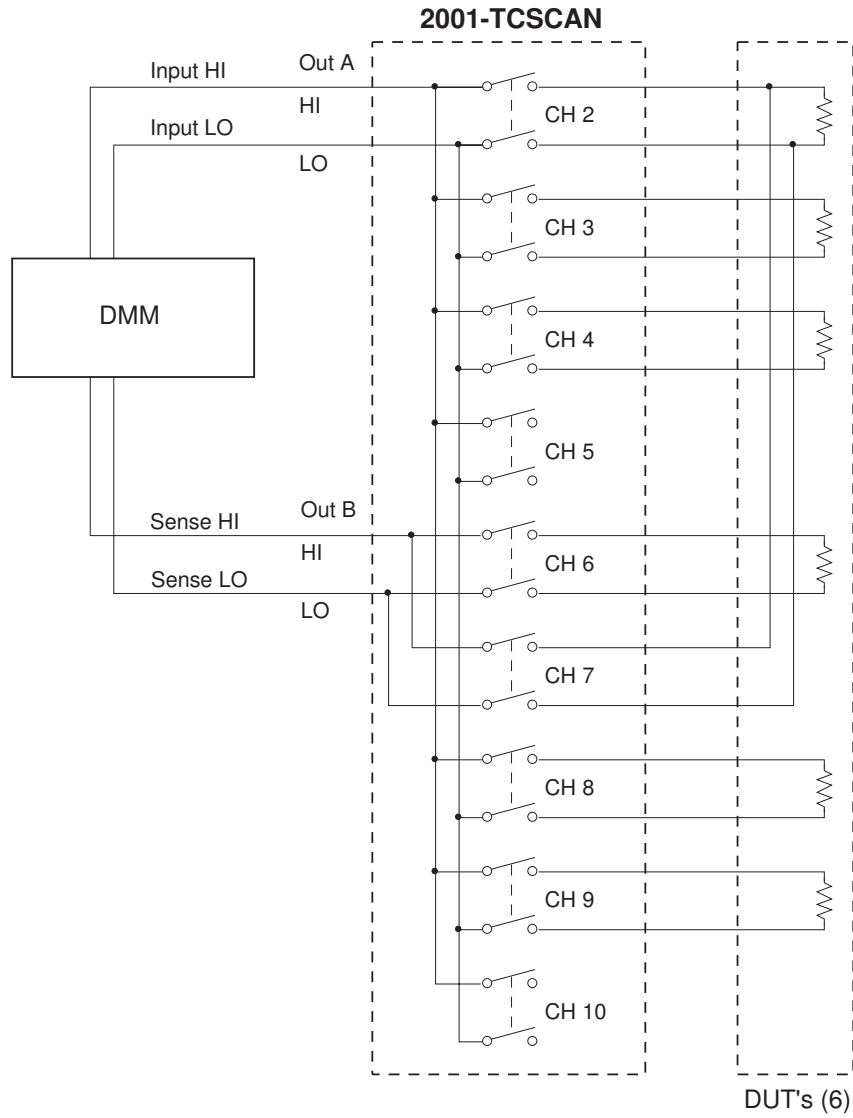 2001-TCSCAN
Input HI
Out A
HI
CH 2
Input LO
LO
CH 3
DMM
CH 4
CH 5
Sense HI
Out B
HI
CH 6
Sense LO
LO
CH 7
CH 8
CH 9
CH 10
DUT's (6)